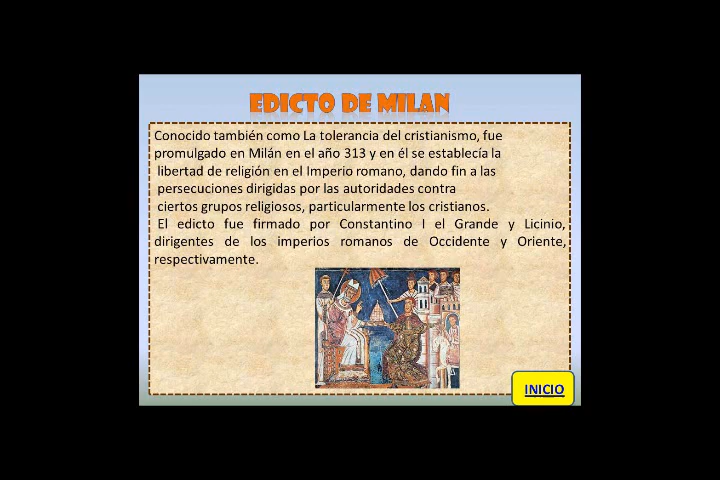 EDICTO DE MILAN
Conocido también como La tolerancia del cristianismo, fue
promulgado en Milán en el año 313 y en él se establecía la
libertad de religión en el Imperio romano, dando fin a las
persecuciones dirigidas por las autoridades contra
ciertos grupos religiosos, particularmente los cristianos.
El edicto fue firmado por Constantino I el Grande y Licinio,
dirigentes de los imperios romanos de Occidente y Oriente,
respectivamente.
INICIO